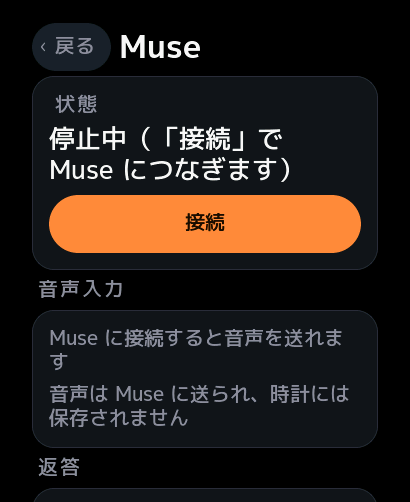 ‹ 戻る Muse
状態
停止中（「接続」で
Muse につなぎます）
接続
音声入力
Muse に接続すると音声を送れま
す
音声は Muse に送られ、時計には
保存されません
返答